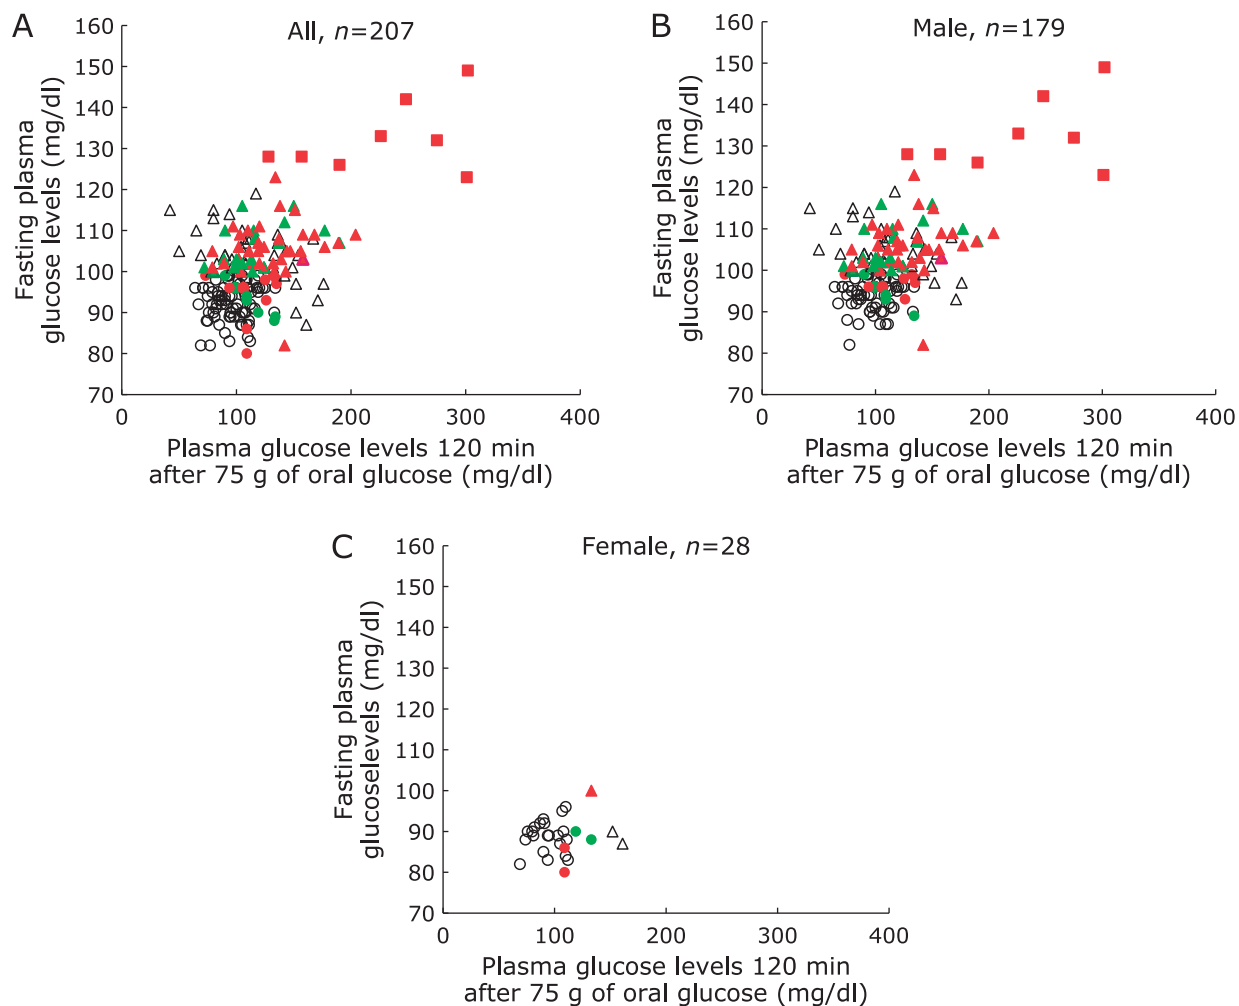 A
All, n=207
160
150
140
130
120
110
100
90
80
70
0
100
200
300
400
Fasting plasma
glucose levels (mg/dl)
Plasma glucose levels 120 min
after 75 g of oral glucose (mg/dl)
B
Male, n=179
160
150
140
130
120
110
100
90
80
70
0
100
200
300
400
Fasting plasma
glucose levels (mg/dl)
Plasma glucose levels 120 min
after 75 g of oral glucose (mg/dl)
C
Female, n=28
160
150
140
130
120
110
100
90
80
70
0
100
200
300
400
Fasting plasma
glucoselevels (mg/dl)
Plasma glucose levels 120 min
after 75 g of oral glucose (mg/dl)